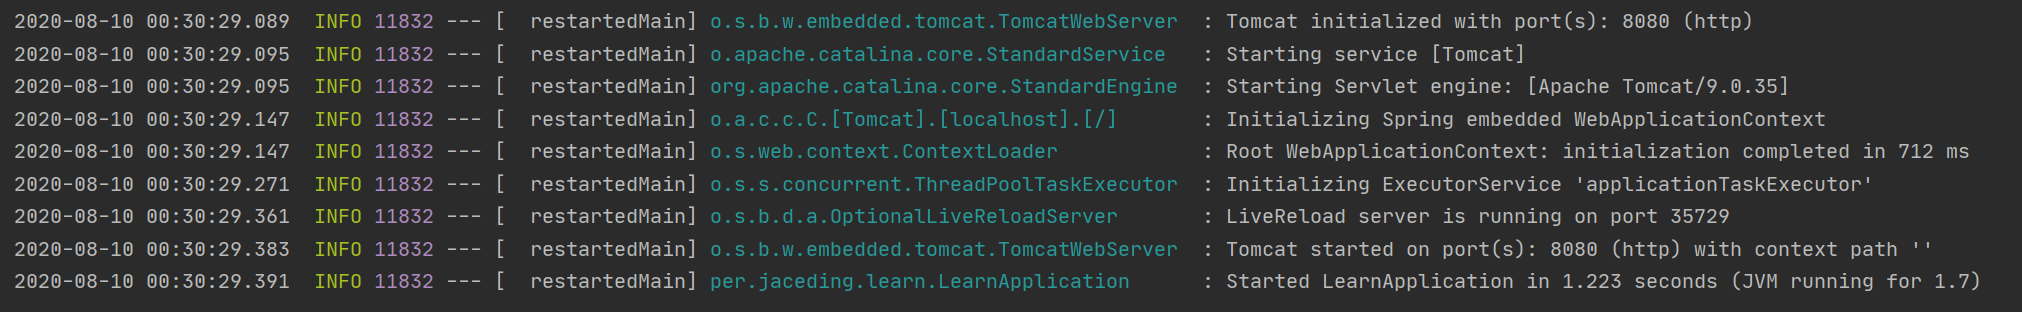 2020-08-10 00:30:29.089  INFO 11832 --- [  restartedMain] o.s.b.w.embedded.tomcat.TomcatWebServer  : Tomcat initialized with port(s): 8080 (http)
2020-08-10 00:30:29.095  INFO 11832 --- [  restartedMain] o.apache.catalina.core.StandardService   : Starting service [Tomcat]
2020-08-10 00:30:29.095  INFO 11832 --- [  restartedMain] org.apache.catalina.core.StandardEngine  : Starting Servlet engine: [Apache Tomcat/9.0.35]
2020-08-10 00:30:29.147  INFO 11832 --- [  restartedMain] o.a.c.c.C.[Tomcat].[localhost].[/]       : Initializing Spring embedded WebApplicationContext
2020-08-10 00:30:29.147  INFO 11832 --- [  restartedMain] o.s.web.context.ContextLoader            : Root WebApplicationContext: initialization completed in 712 ms
2020-08-10 00:30:29.271  INFO 11832 --- [  restartedMain] o.s.s.concurrent.ThreadPoolTaskExecutor  : Initializing ExecutorService 'applicationTaskExecutor'
2020-08-10 00:30:29.361  INFO 11832 --- [  restartedMain] o.s.b.d.a.OptionalLiveReloadServer       : LiveReload server is running on port 35729
2020-08-10 00:30:29.383  INFO 11832 --- [  restartedMain] o.s.b.w.embedded.tomcat.TomcatWebServer  : Tomcat started on port(s): 8080 (http) with context path ''
2020-08-10 00:30:29.391  INFO 11832 --- [  restartedMain] per.jaceding.learn.LearnApplication      : Started LearnApplication in 1.223 seconds (JVM running for 1.7)